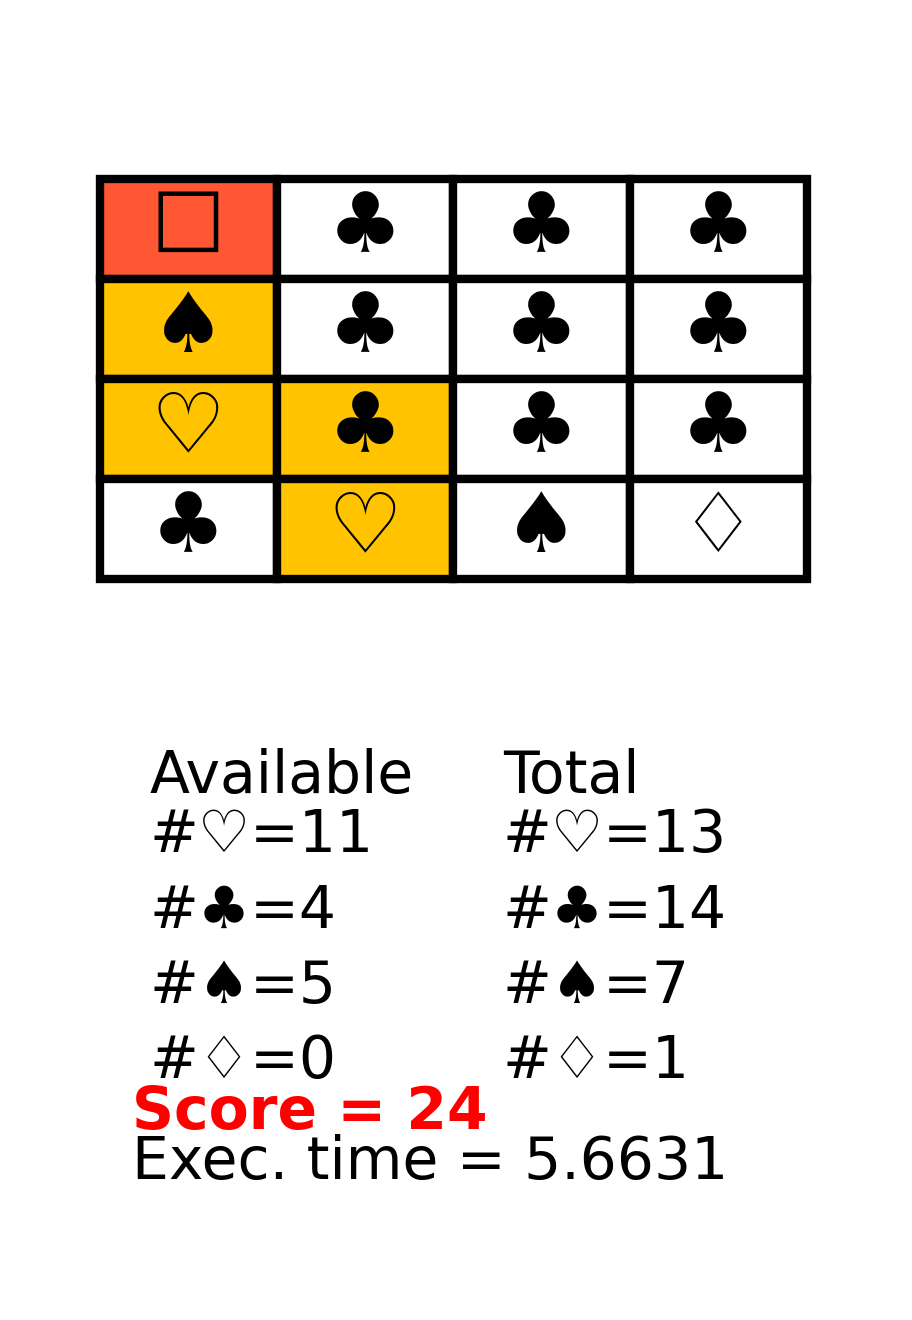 □ ♣ ♣ ♣
♠ ♣ ♣ ♣
♡ ♣ ♣ ♣
♣ ♡ ♠ ♢
Available Total
#♡=11 #♡=13
#♣=4 #♣=14
#♠=5 #♠=7
#♢=0 #♢=1
Score = 24
Exec. time = 5.6631